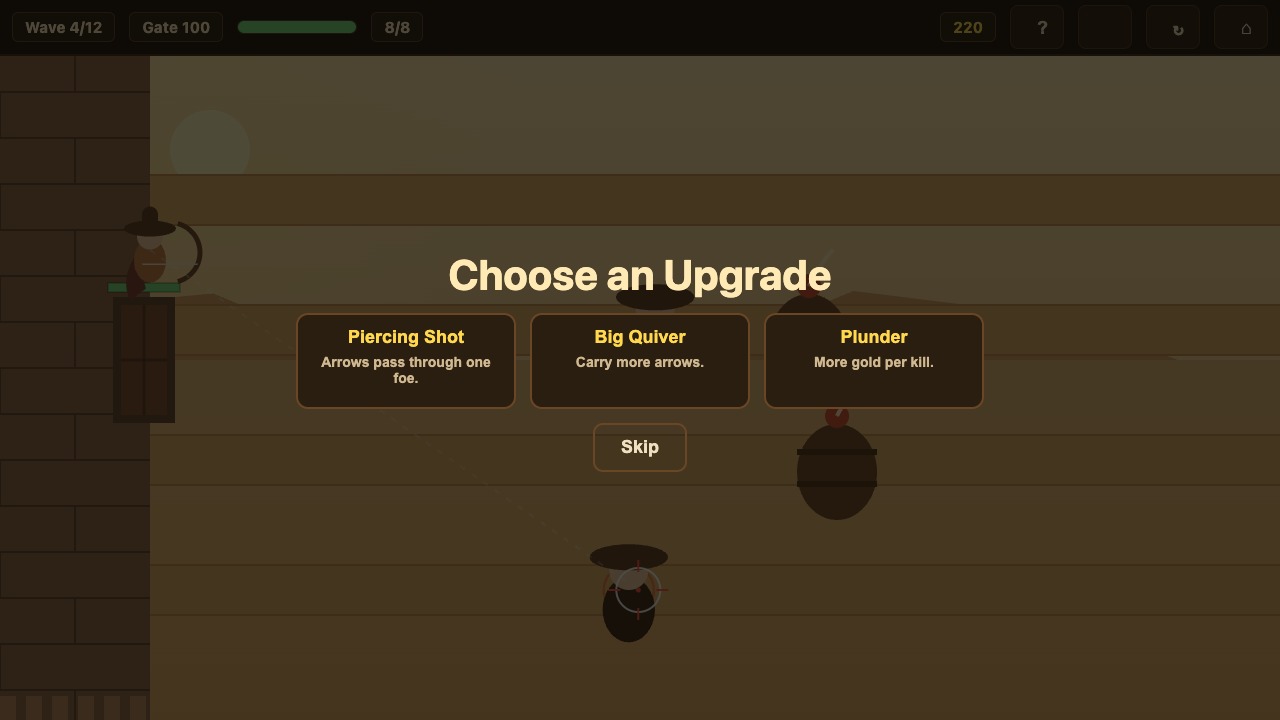 Wave 4/12 Gate 100 8/8 220 ? ↻ ⌂
Choose an Upgrade
Piercing Shot
Arrows pass through one
foe.
Big Quiver
Carry more arrows.
Plunder
More gold per kill.
Skip